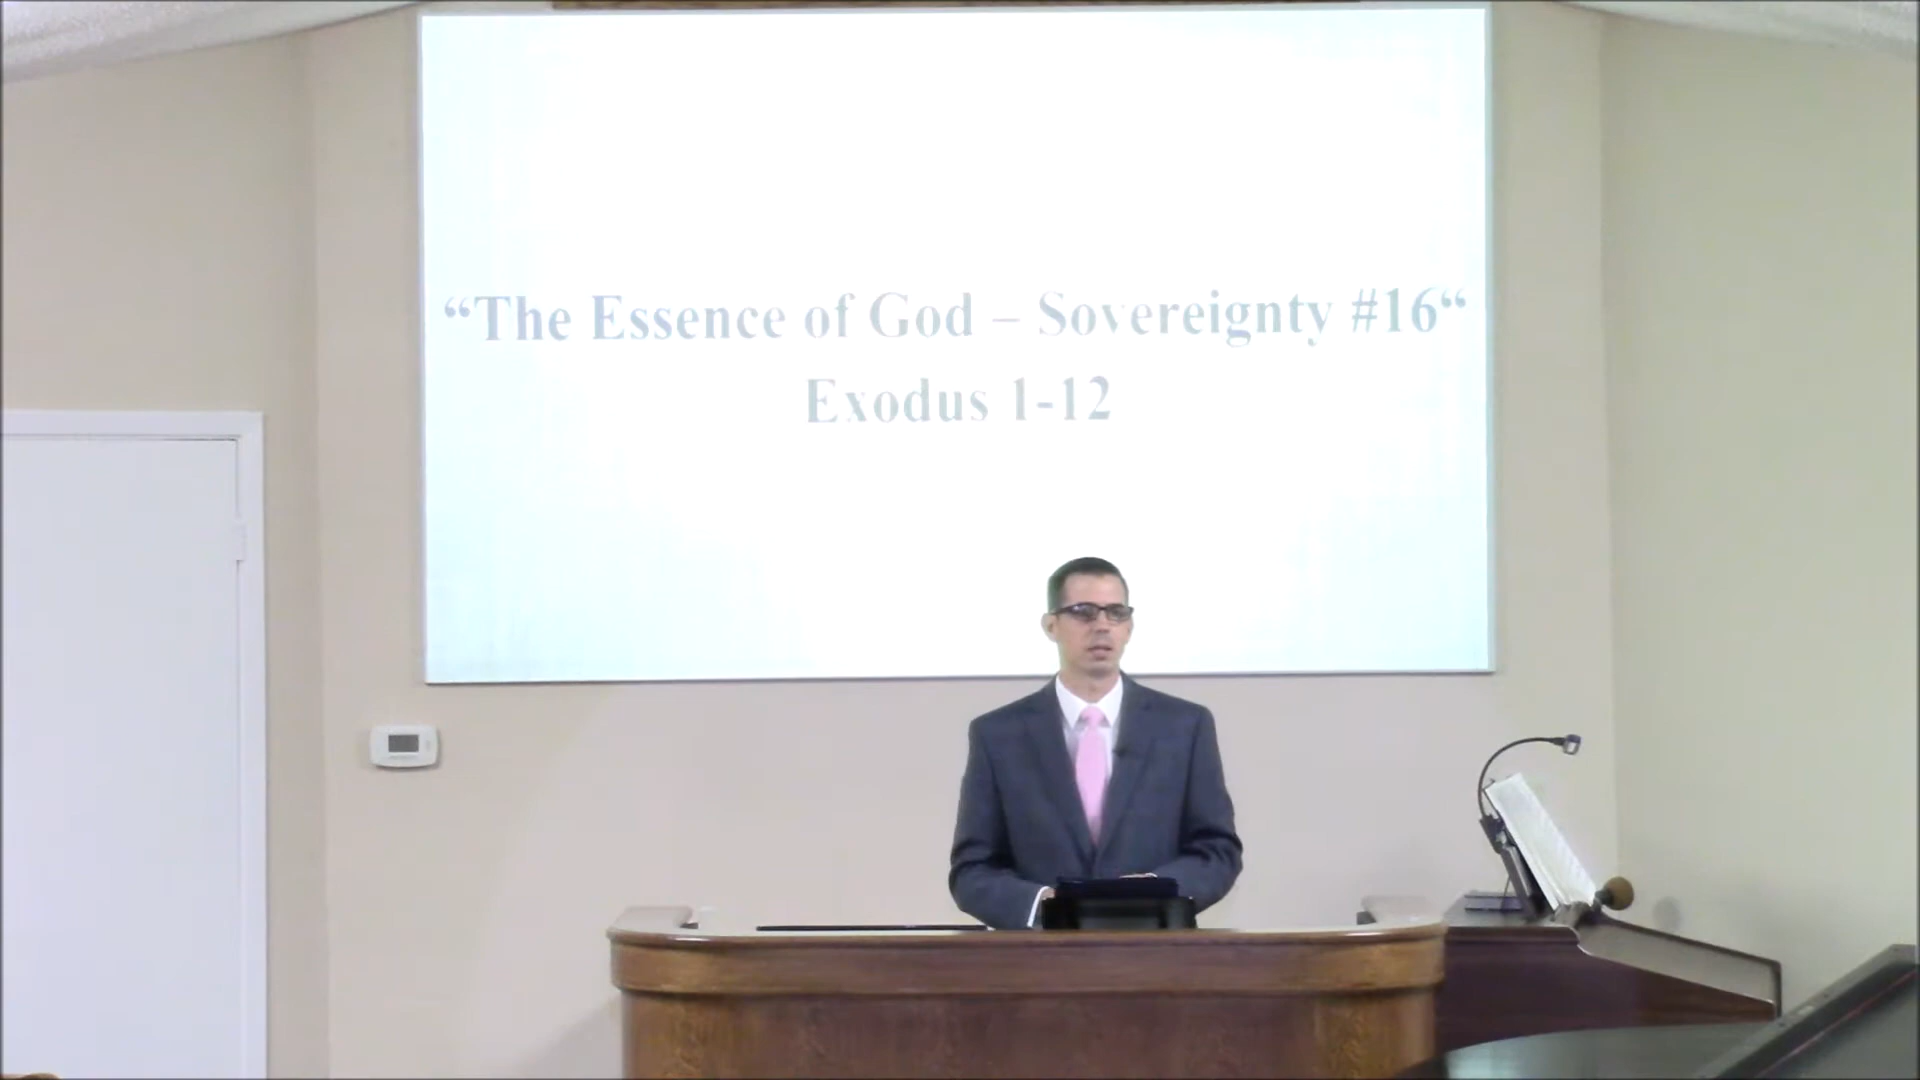 “The Essence of God – Sovereignty #16“
Exodus 1-12